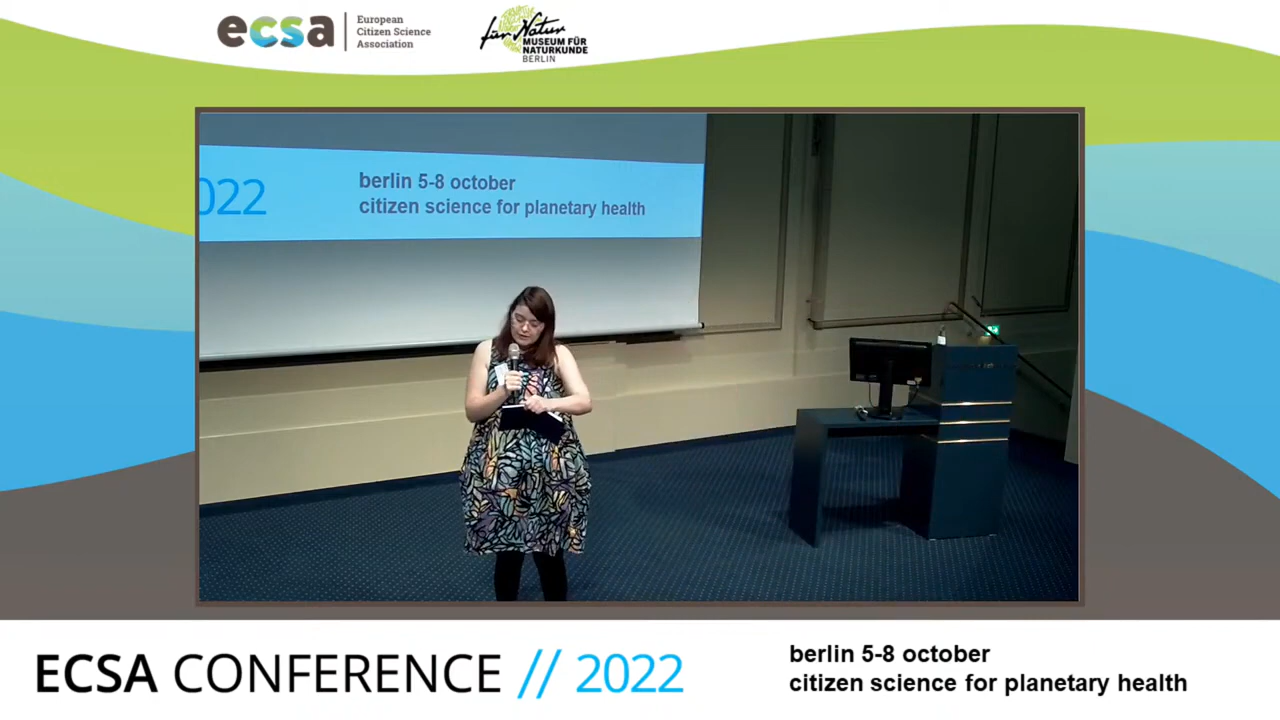 ecsa
European
Citizen Science
Association
für Natur
MUSEUM FÜR
NATURKUNDE
BERLIN
2022
berlin 5-8 october
citizen science for planetary health
ECSA CONFERENCE // 2022
berlin 5-8 october
citizen science for planetary health